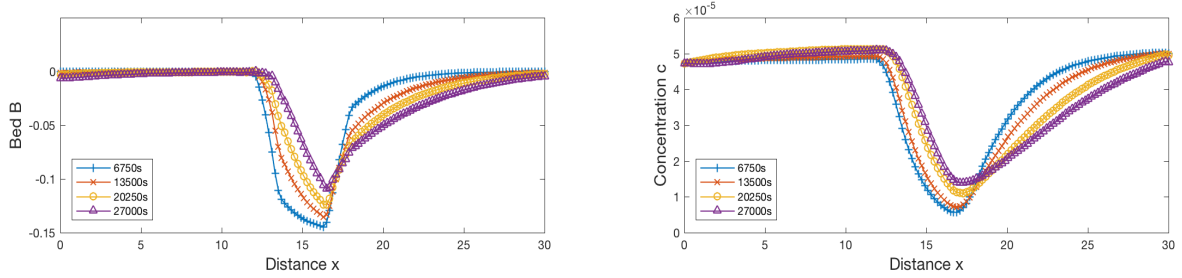 0
-0.05
-0.1
-0.15
0 5 10 15 20 25 30
Bed B
Distance x
6750s
13500s
20250s
27000s
×10⁻⁵
6
5
4
3
2
1
0
0 5 10 15 20 25 30
Concentration c
Distance x
6750s
13500s
20250s
27000s